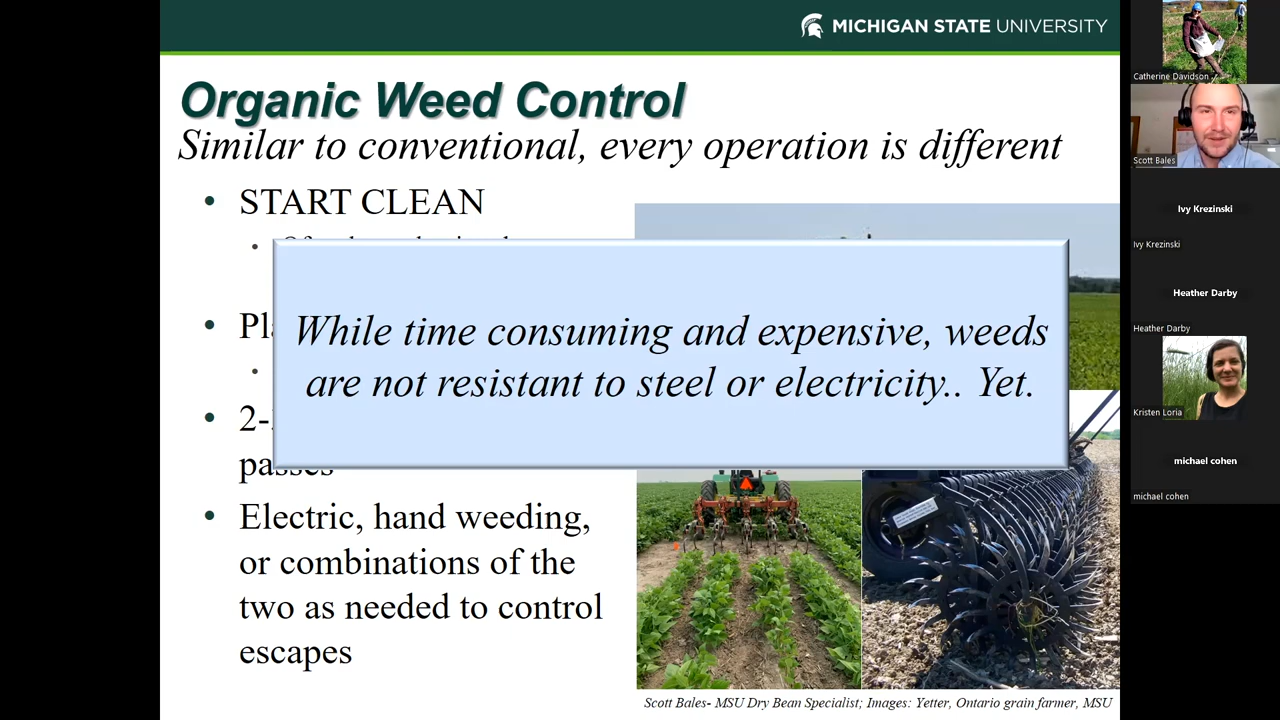 MICHIGAN STATE UNIVERSITY
Organic Weed Control
Similar to conventional, every operation is different
• START CLEAN
While time consuming and expensive, weeds
are not resistant to steel or electricity.. Yet.
passes
• Electric, hand weeding,
or combinations of the
two as needed to control
escapes
Scott Bales- MSU Dry Bean Specialist; Images: Yetter, Ontario grain farmer, MSU
Catherine Davidson
Scott Bales
Ivy Krezinski
Ivy Krezinski
Heather Darby
Heather Darby
Kristen Loria
michael cohen
michael cohen